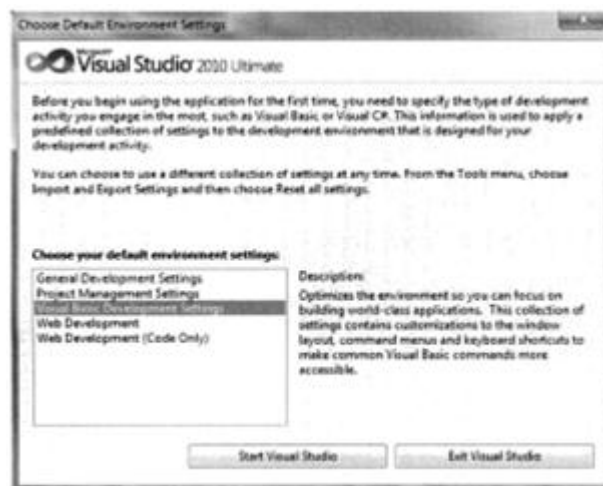 Choose Default Environment Settings
Microsoft
Visual Studio 2010 Ultimate
Before you begin using the application for the first time, you need to specify the type of development
activity you engage in the most, such as Visual Basic or Visual C#. This information is used to apply a
predefined collection of settings to the development environment that is designed for your
development activity.
You can choose to use a different collection of settings at any time. From the Tools menu, choose
Import and Export Settings and then choose Reset all settings.
Choose your default environment settings:
General Development Settings
Project Management Settings
Visual Basic Development Settings
Web Development
Web Development (Code Only)
Description:
Optimizes the environment so you can focus on
building world-class applications. This collection of
settings contains customizations to the window
layout, command menus and keyboard shortcuts to
make common Visual Basic commands more
accessible.
Start Visual Studio
Exit Visual Studio